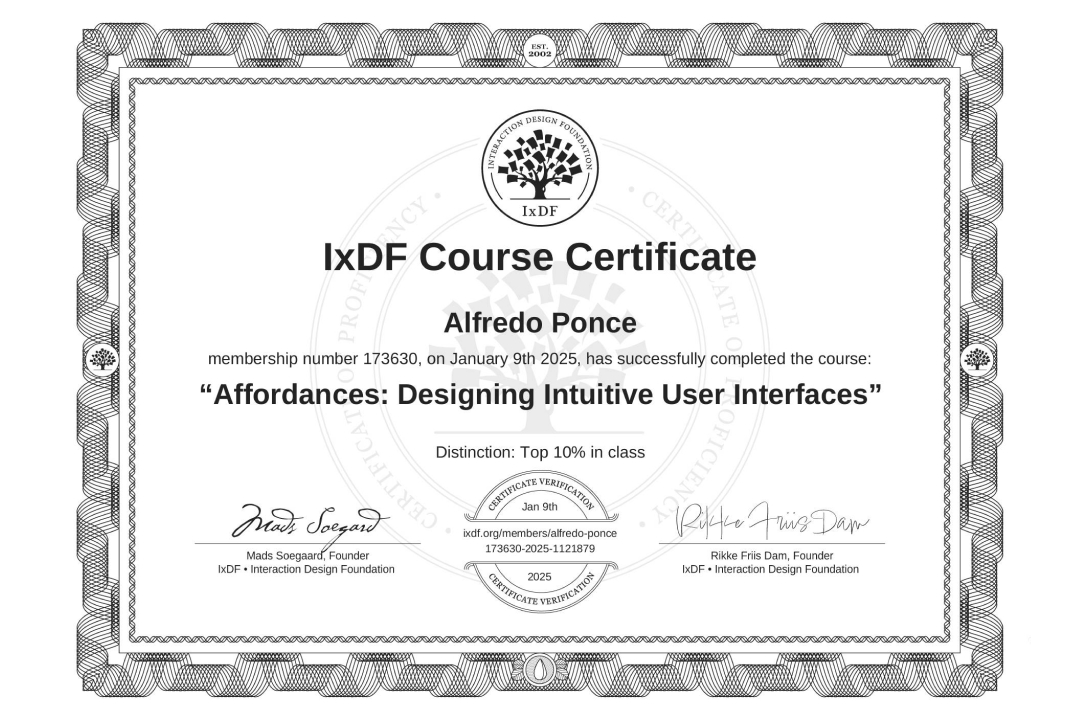 EST.
2002
INTERACTION DESIGN FOUNDATION
IxDF
• CERTIFICATE OF PROFICIENCY •
• CERTIFICATE OF PROFICIENCY •
IxDF Course Certificate
Alfredo Ponce
membership number 173630, on January 9th 2025, has successfully completed the course:
“Affordances: Designing Intuitive User Interfaces”
Distinction: Top 10% in class
CERTIFICATE VERIFICATION
Jan 9th
ixdf.org/members/alfredo-ponce
173630-2025-1121879
2025
CERTIFICATE VERIFICATION
Mads Soegaard
Mads Soegaard, Founder
IxDF • Interaction Design Foundation
Rikke Friis Dam
Rikke Friis Dam, Founder
IxDF • Interaction Design Foundation